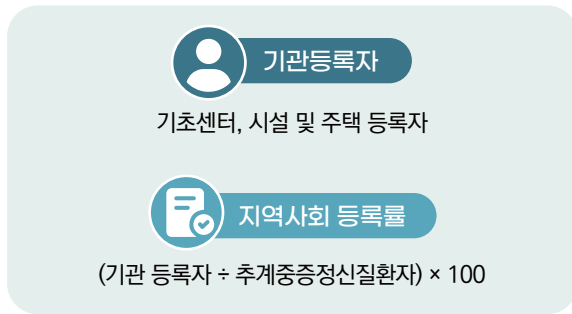 기관등록자
기초센터, 시설 및 주택 등록자
지역사회 등록률
(기관 등록자 ÷ 추계중증정신질환자) × 100